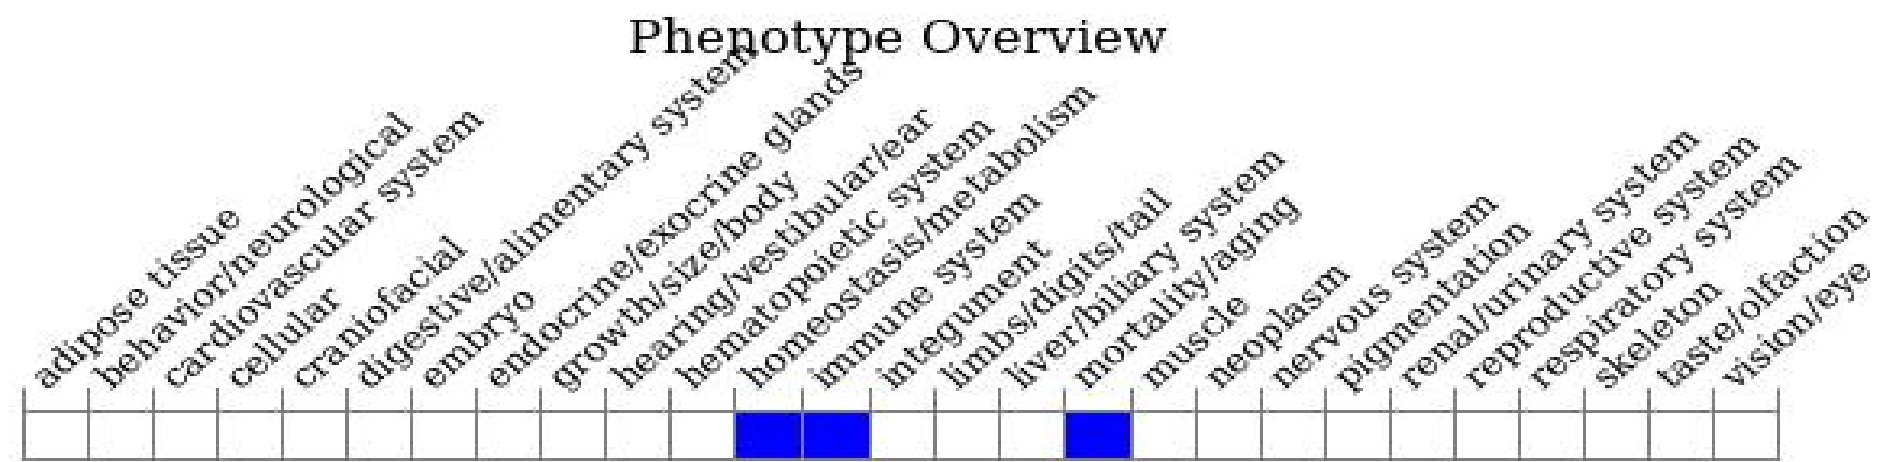 Phenotype Overview
adipose tissue
behavior/neurological
cardiovascular system
cellular
craniofacial
digestive/alimentary system
embryo
endocrine/exocrine glands
growth/size/body
hearing/vestibular/ear
hematopoietic system
homeostasis/metabolism
immune system
integument
limbs/digits/tail
liver/biliary system
mortality/aging
muscle
neoplasm
nervous system
pigmentation
renal/urinary system
reproductive system
respiratory system
skeleton
taste/olfaction
vision/eye